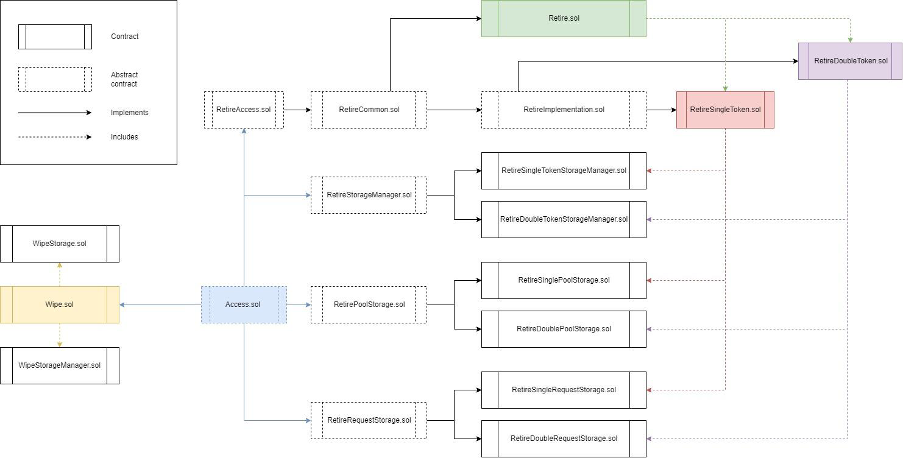 Contract
Abstract
contract
Implements
Includes
Retire.sol
RetireDoubleToken.sol
RetireAccess.sol
RetireCommon.sol
RetireImplementation.sol
RetireSingleToken.sol
RetireSingleTokenStorageManager.sol
RetireStorageManager.sol
RetireDoubleTokenStorageManager.sol
WipeStorage.sol
RetireSinglePoolStorage.sol
Wipe.sol
Access.sol
RetirePoolStorage.sol
RetireDoublePoolStorage.sol
WipeStorageManager.sol
RetireSingleRequestStorage.sol
RetireRequestStorage.sol
RetireDoubleRequestStorage.sol